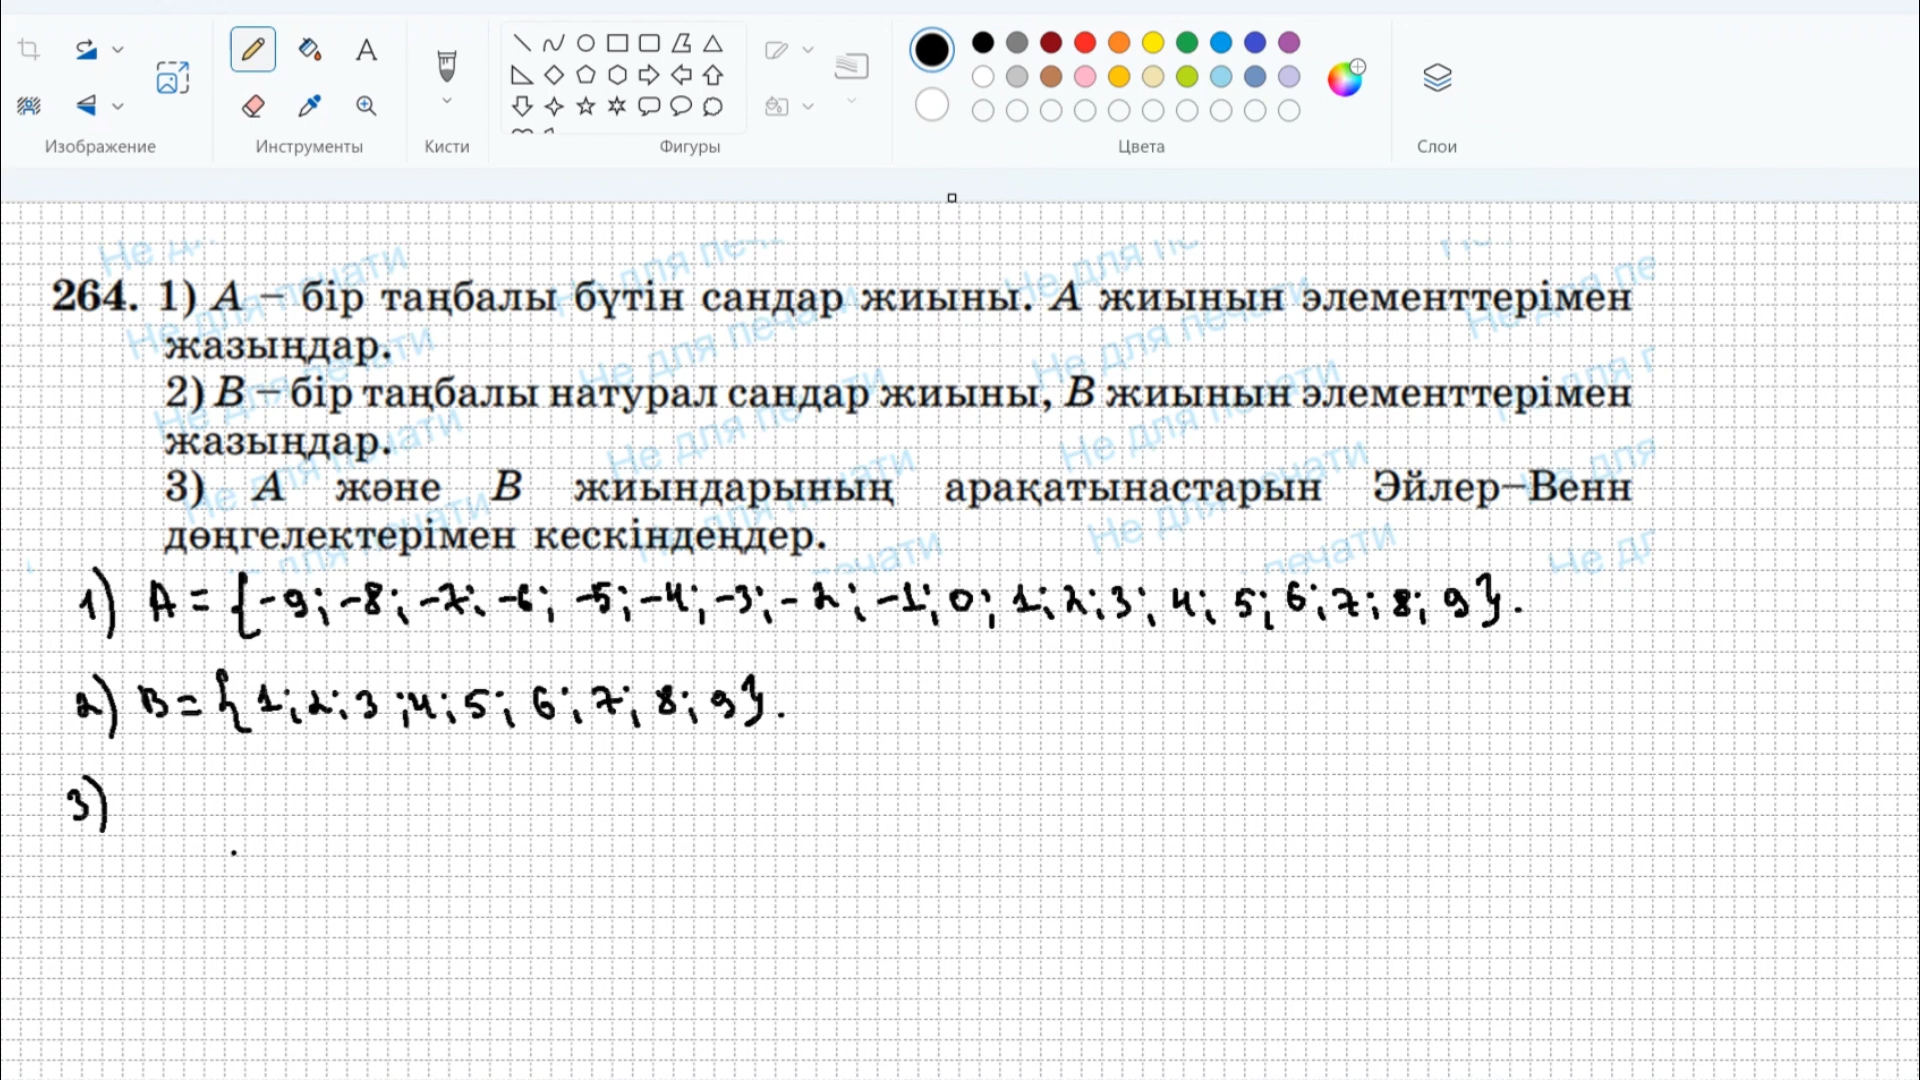 Изображение
Инструменты
Кисти
Фигуры
Цвета
Слои
264. 1) A – бір таңбалы бүтін сандар жиыны. A жиынын элементтерімен
жазыңдар.
2) B – бір таңбалы натурал сандар жиыны, B жиынын элементтерімен
жазыңдар.
3) A және B жиындарының арақатынастарын Эйлер–Венн
дөңгелектерімен кескіндеңдер.
Не для печати
1) A = {-9; -8; -7; -6; -5; -4; -3; -2; -1; 0; 1; 2; 3; 4; 5; 6; 7; 8; 9}.
2) B = {1; 2; 3; 4; 5; 6; 7; 8; 9}.
3)